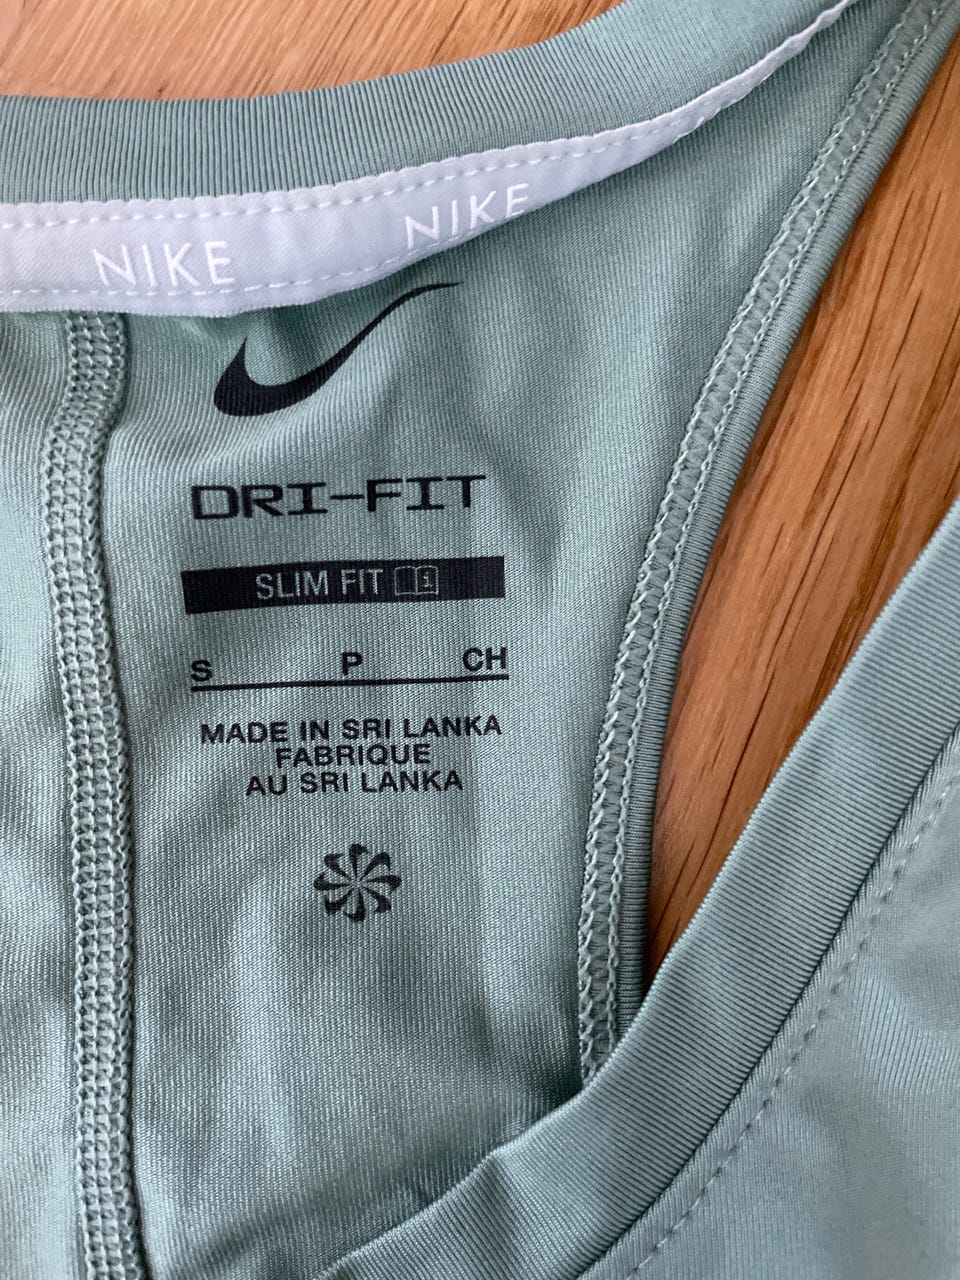 NIKE NIKE
DRI-FIT
SLIM FIT i
S P CH
MADE IN SRI LANKA
FABRIQUE
AU SRI LANKA